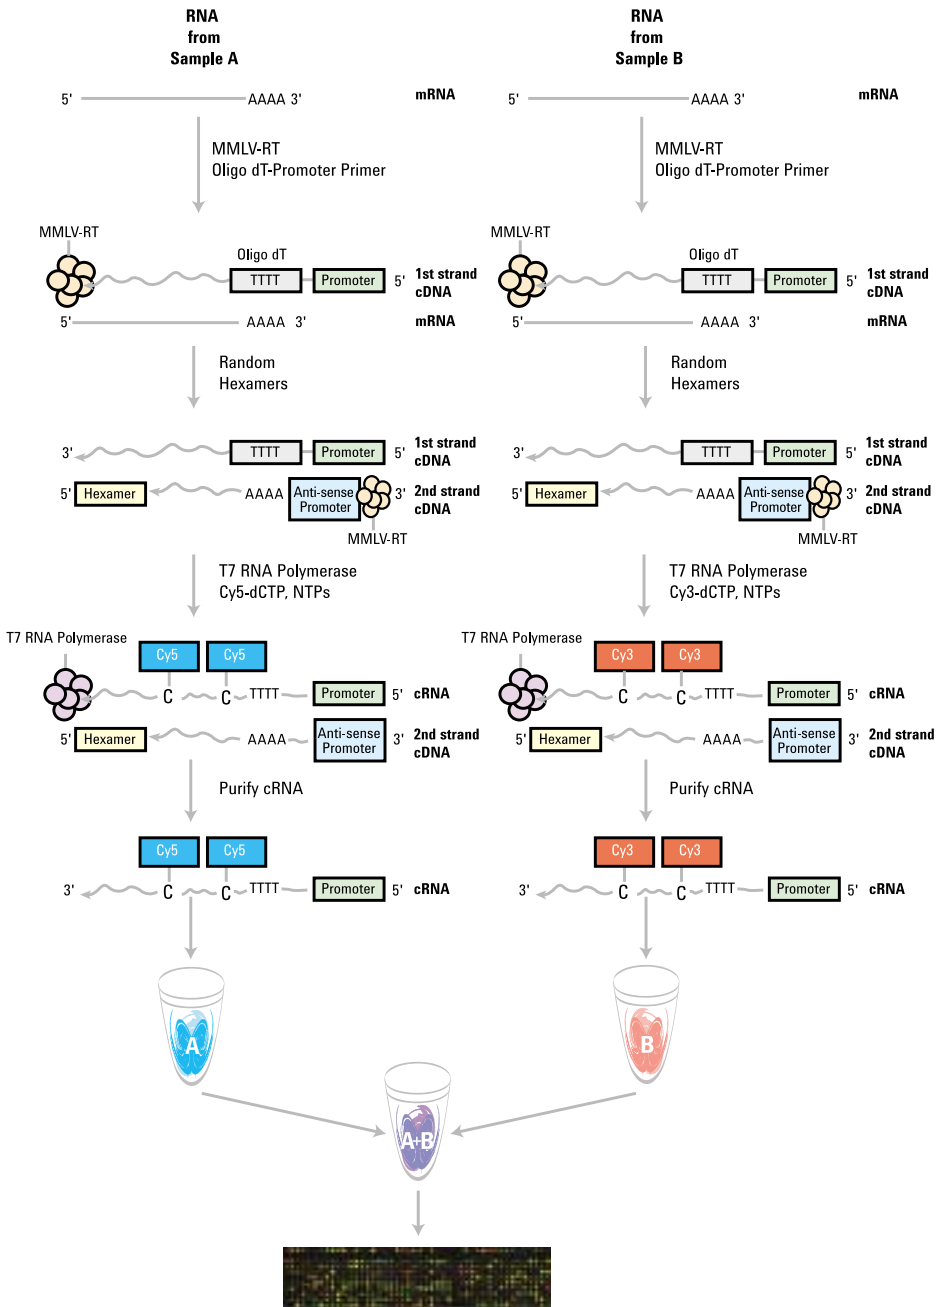 RNA
from
Sample A
RNA
from
Sample B
5'
AAAA 3'
mRNA
5'
AAAA 3'
mRNA
MMLV-RT
Oligo dT-Promoter Primer
MMLV-RT
Oligo dT-Promoter Primer
MMLV-RT
Oligo dT
TTTT
Promoter
5'
1st strand
cDNA
5'
AAAA 3'
mRNA
MMLV-RT
Oligo dT
TTTT
Promoter
5'
1st strand
cDNA
5'
AAAA 3'
mRNA
Random
Hexamers
Random
Hexamers
3'
TTTT
Promoter
5'
1st strand
cDNA
5'
Hexamer
AAAA
Anti-sense
Promoter
3'
2nd strand
cDNA
MMLV-RT
3'
TTTT
Promoter
5'
1st strand
cDNA
5'
Hexamer
AAAA
Anti-sense
Promoter
3'
2nd strand
cDNA
MMLV-RT
T7 RNA Polymerase
Cy5-dCTP, NTPs
T7 RNA Polymerase
Cy3-dCTP, NTPs
T7 RNA Polymerase
Cy5
Cy5
C
C
TTTT
Promoter
5'
cRNA
5'
Hexamer
AAAA
Anti-sense
Promoter
3'
2nd strand
cDNA
T7 RNA Polymerase
Cy3
Cy3
C
C
TTTT
Promoter
5'
cRNA
5'
Hexamer
AAAA
Anti-sense
Promoter
3'
2nd strand
cDNA
Purify cRNA
Purify cRNA
Cy5
Cy5
3'
C
C
TTTT
Promoter
5'
cRNA
Cy3
Cy3
3'
C
C
TTTT
Promoter
5'
cRNA
A
B
A+B